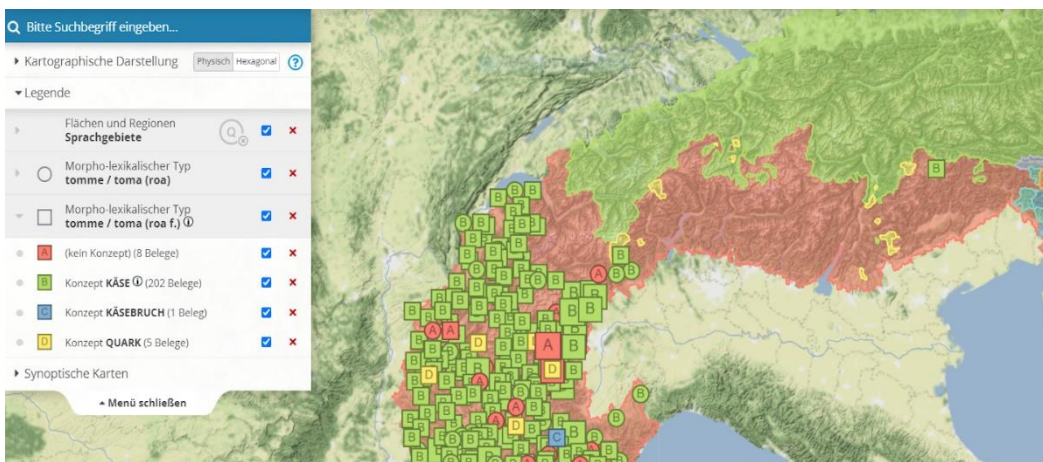 Bitte Suchbegriff eingeben...
Kartographische Darstellung Physisch Hexagonal ?
Legende
Flächen und Regionen
Sprachgebiete
Morpho-lexikalischer Typ
tomme / toma (roa)
Morpho-lexikalischer Typ
tomme / toma (roa f.)
A (kein Konzept) (8 Belege)
B Konzept KÄSE (202 Belege)
C Konzept KÄSEBRUCH (1 Beleg)
D Konzept QUARK (5 Belege)
Synoptische Karten
Menü schließen